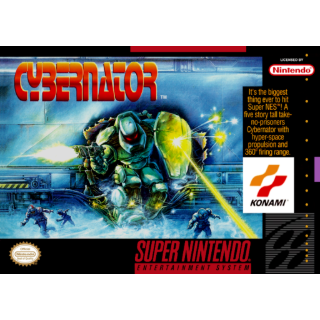 LICENSED BY
Nintendo
CYBERNATOR
TM
It's the biggest
thing ever to hit
Super NES™! A
five story tall take-
no-prisoners
Cybernator with
hyper-space
propulsion and
360° firing range.
KONAMI
SUPER NINTENDO
ENTERTAINMENT SYSTEM